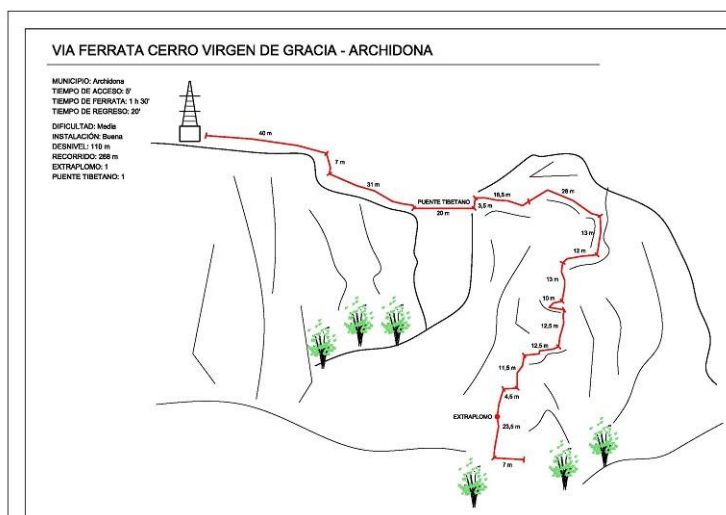 VIA FERRATA CERRO VIRGEN DE GRACIA - ARCHIDONA
MUNICIPIO: Archidona
TIEMPO DE ACCESO: 5'
TIEMPO DE FERRATA: 1 h 30'
TIEMPO DE REGRESO: 20'
DIFICULTAD: Media
INSTALACIÓN: Buena
DESNIVEL: 110 m
RECORRIDO: 268 m
EXTRAPLOMO: 1
PUENTE TIBETANO: 1
40 m
7 m
31 m
PUENTE TIBETANO
20 m
3,5 m
16,5 m
26 m
13 m
12 m
13 m
10 m
12,5 m
12,5 m
11,5 m
4,5 m
EXTRAPLOMO
23,5 m
7 m